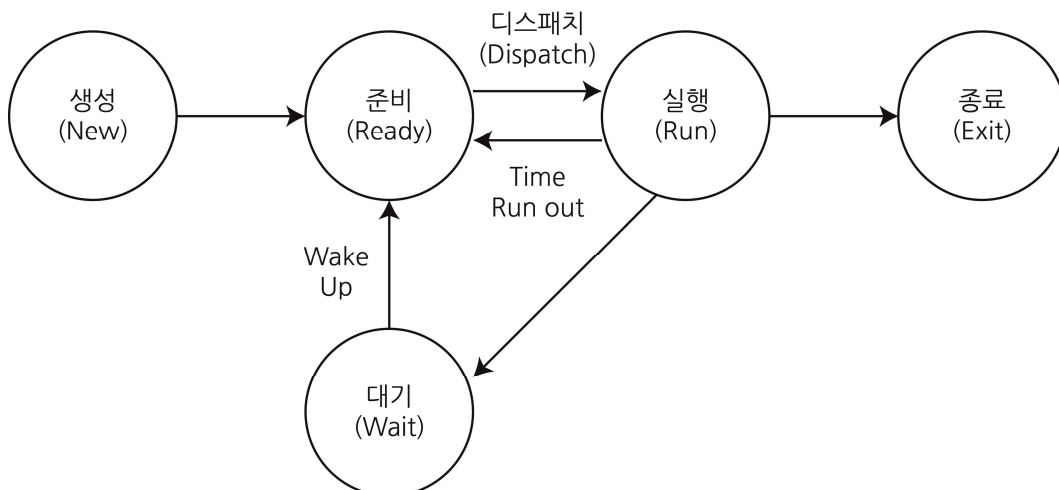 디스패치
(Dispatch)
생성
(New)
준비
(Ready)
실행
(Run)
종료
(Exit)
Time
Run out
Wake
Up
대기
(Wait)